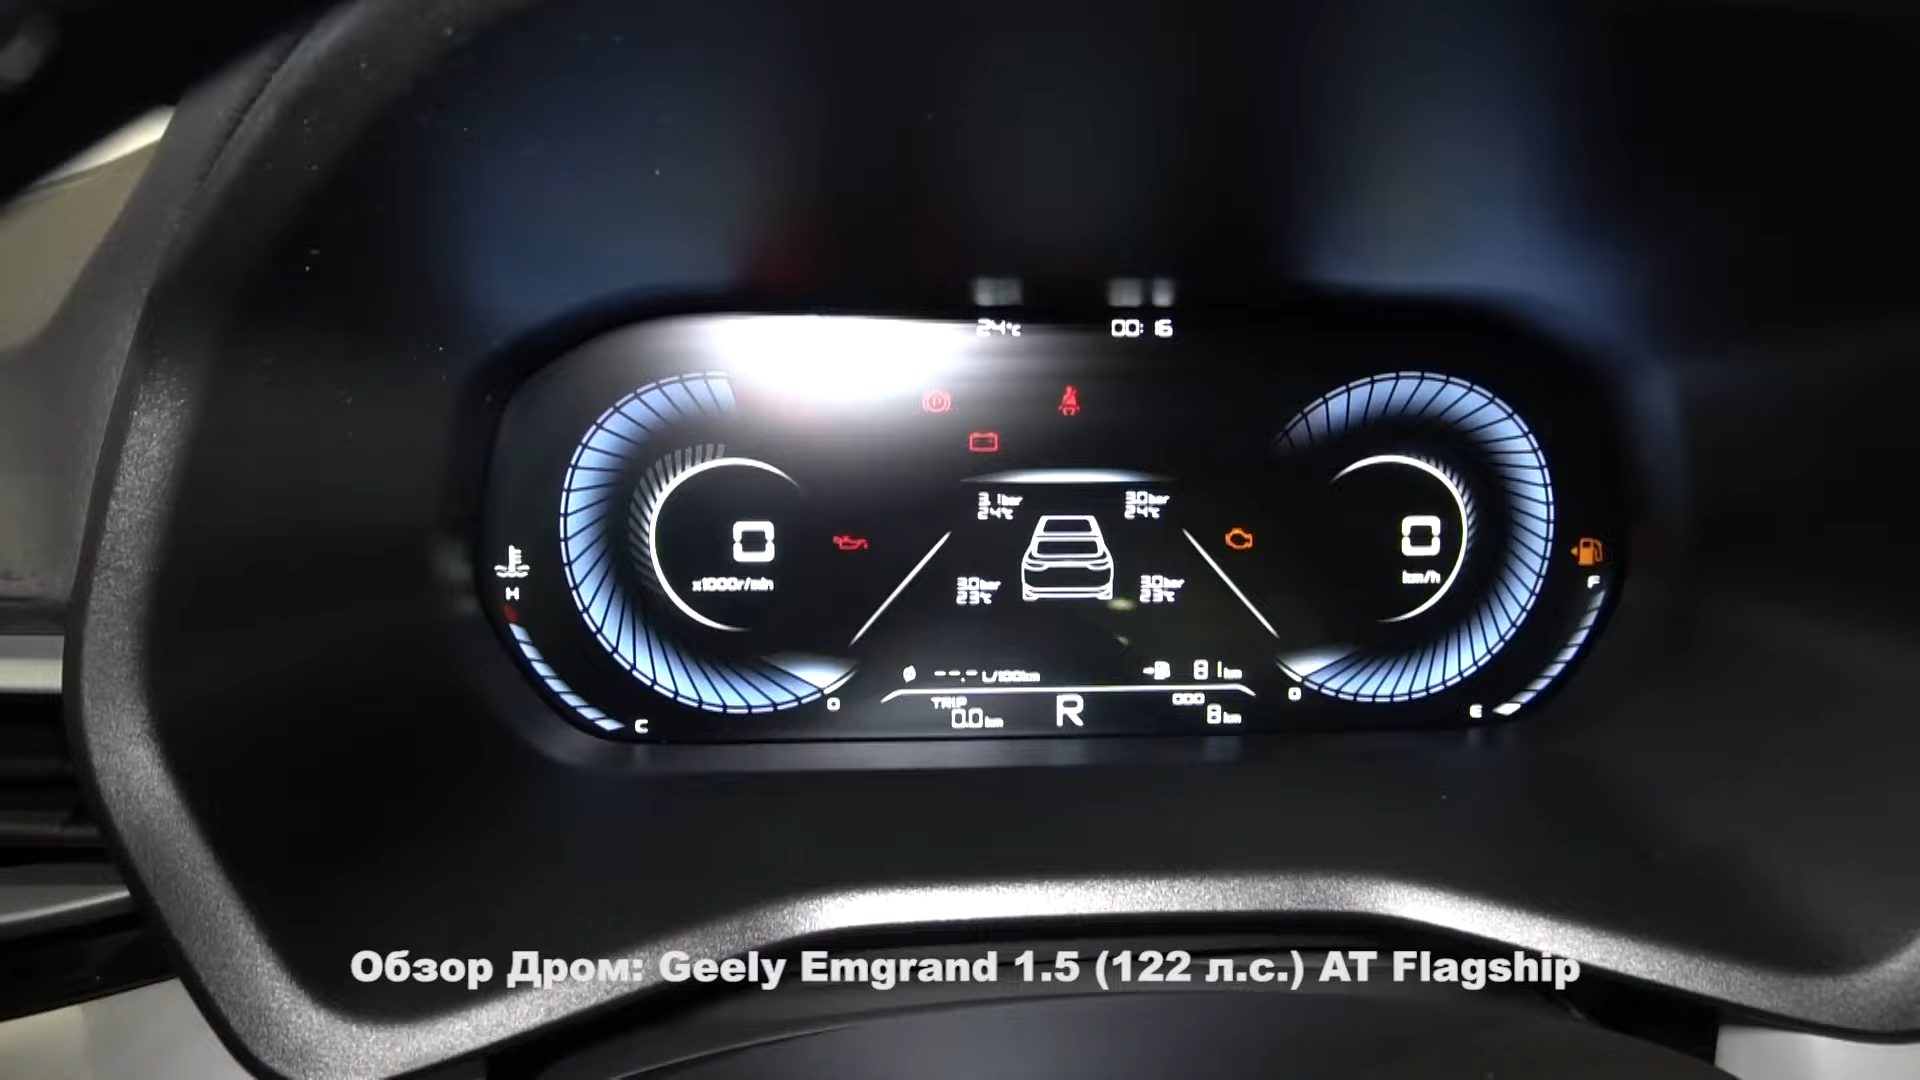 24°C 00:16
3.1bar 3.0bar
24°C 24°C
0 0
x1000r/min km/h
H F
3.0bar 3.0bar
23°C 23°C
--.- L/100km 81km
0 0
TRIP R ODO
0.0km 8km
C E
Обзор Дром: Geely Emgrand 1.5 (122 л.с.) AT Flagship